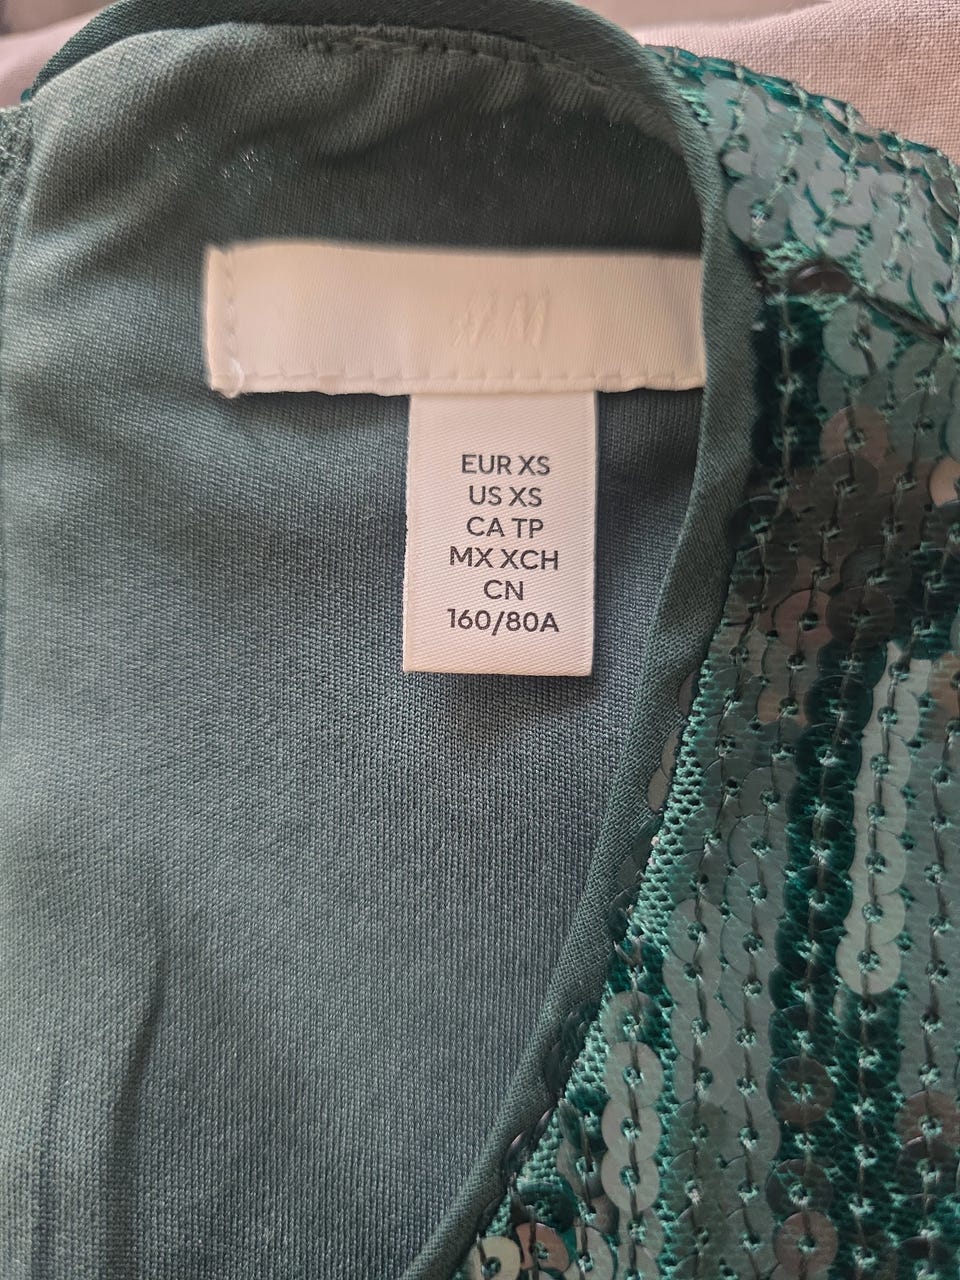 H&M
EUR XS
US XS
CA TP
MX XCH
CN
160/80A